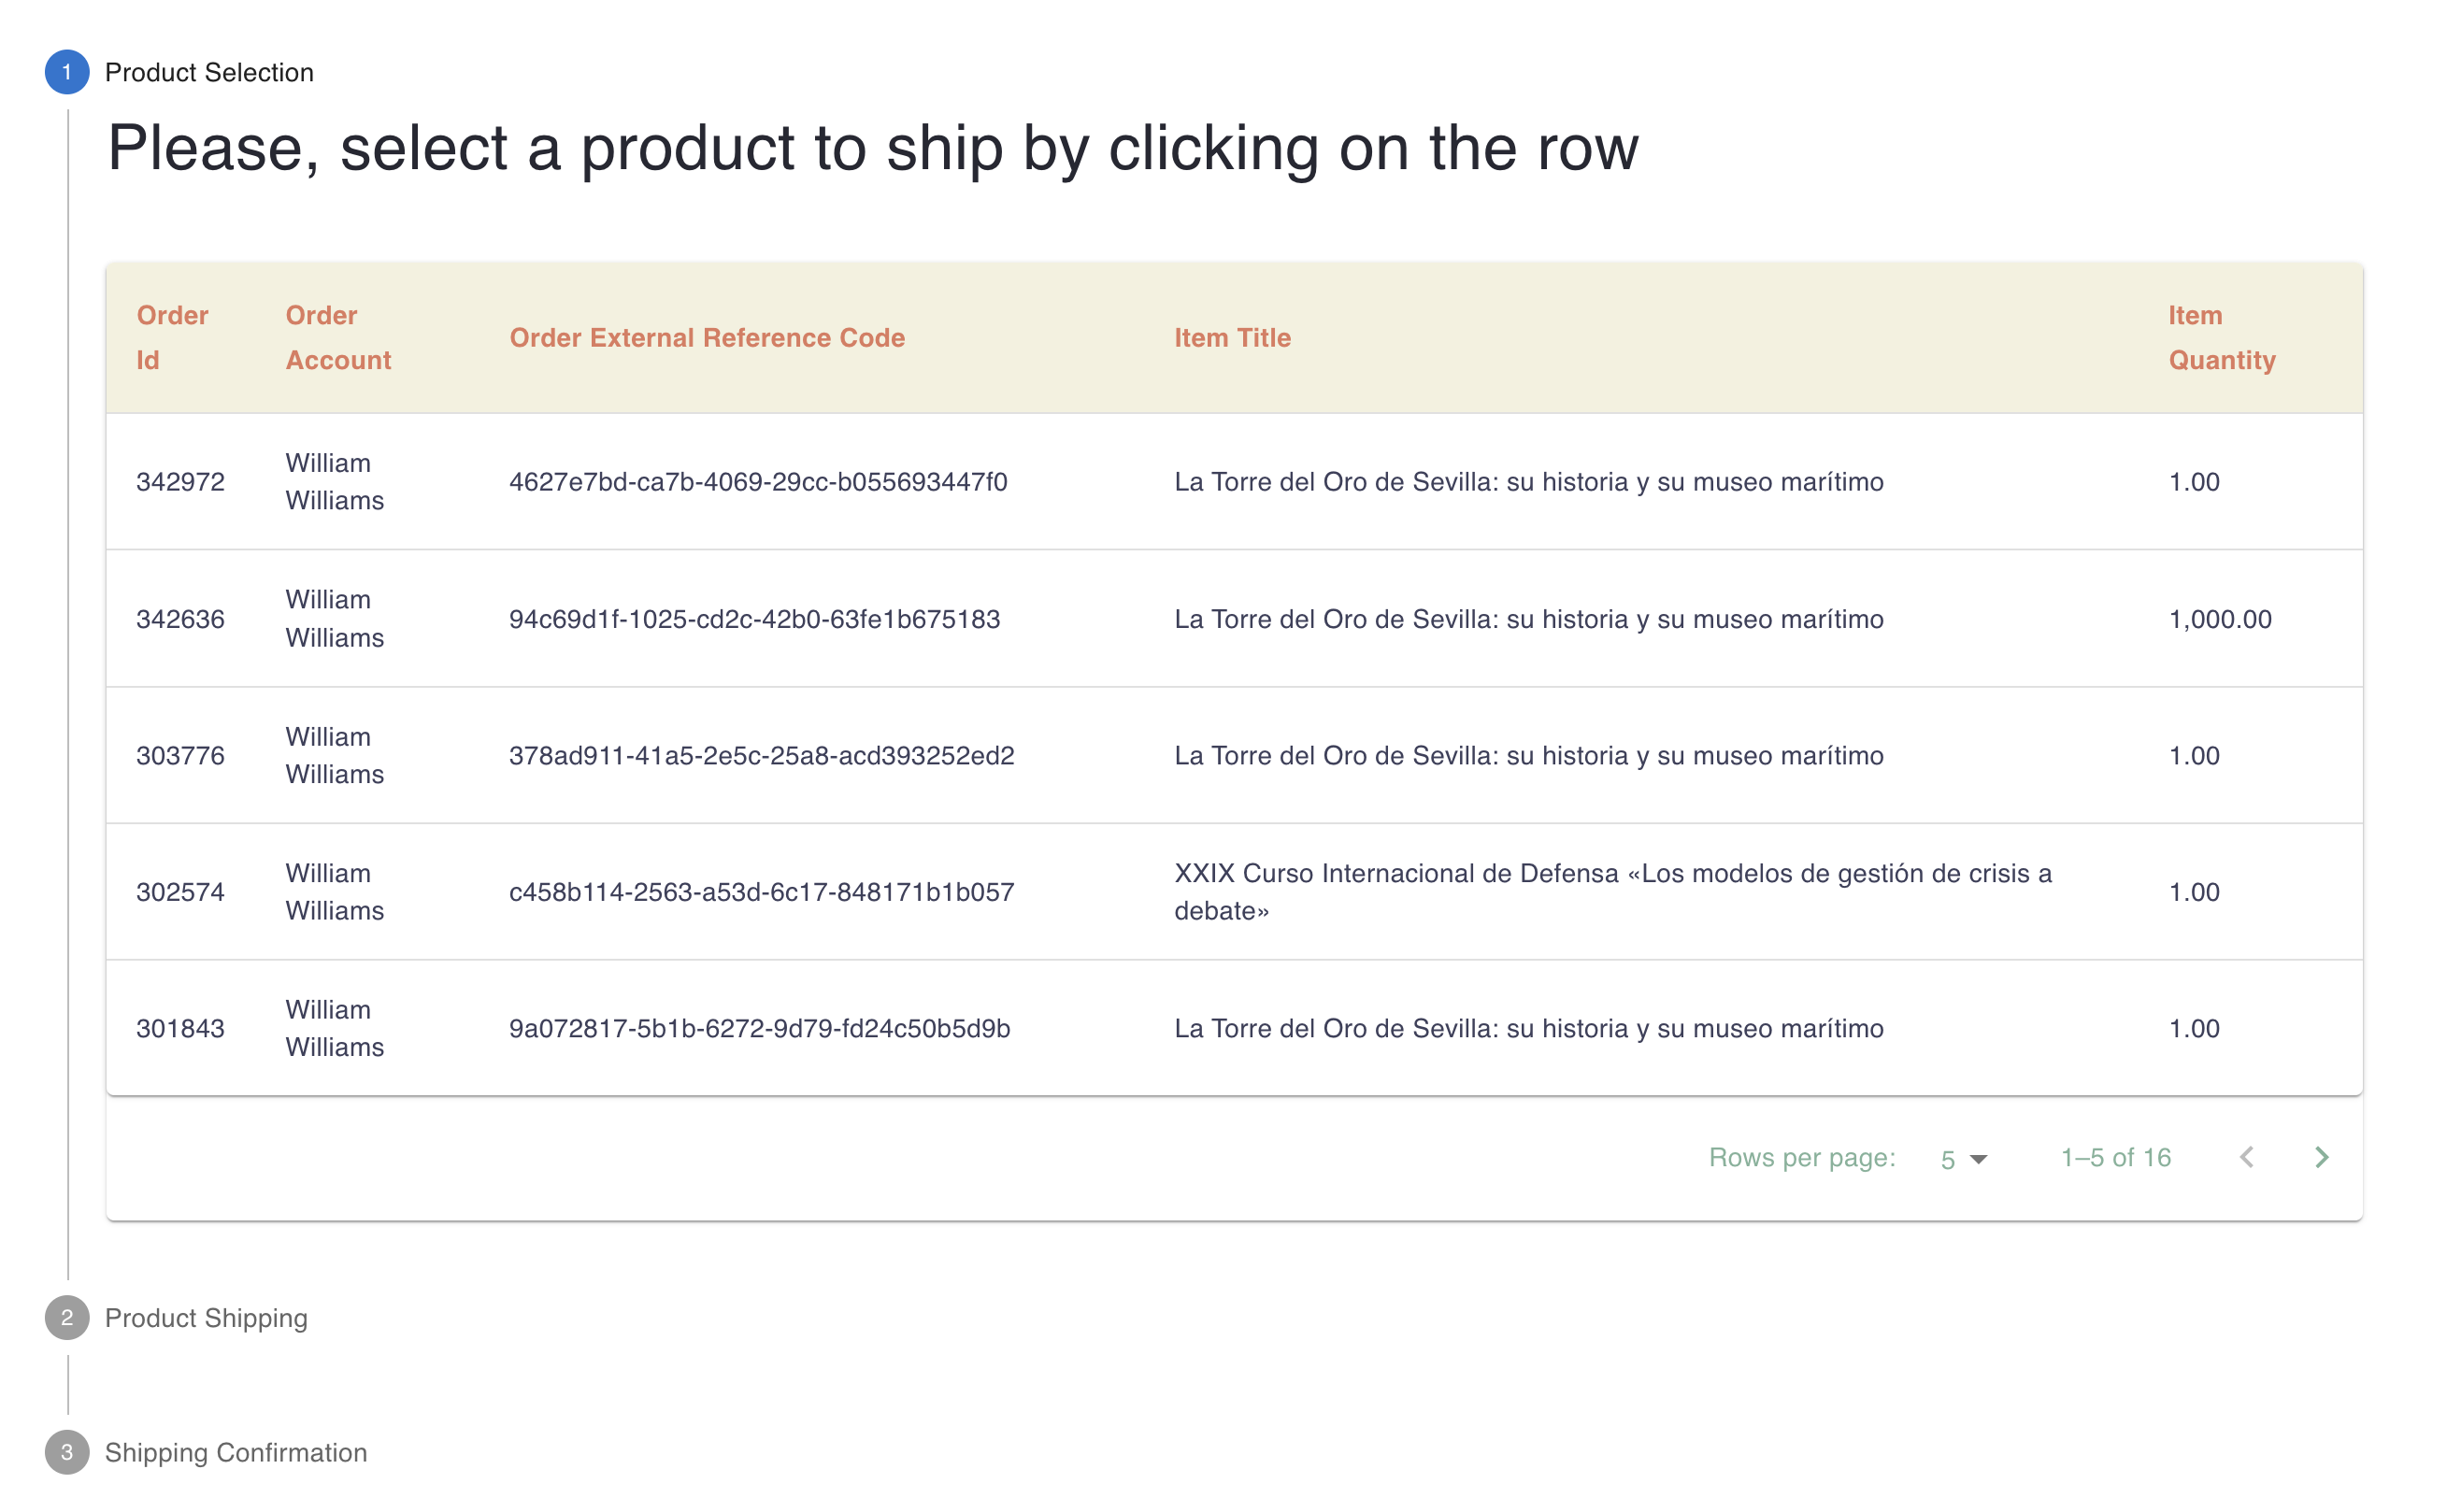 1 Product Selection
Please, select a product to ship by clicking on the row
Order Id Order Account Order External Reference Code Item Title Item Quantity
342972 William Williams 4627e7bd-ca7b-4069-29cc-b055693447f0 La Torre del Oro de Sevilla: su historia y su museo marítimo 1.00
342636 William Williams 94c69d1f-1025-cd2c-42b0-63fe1b675183 La Torre del Oro de Sevilla: su historia y su museo marítimo 1,000.00
303776 William Williams 378ad911-41a5-2e5c-25a8-acd393252ed2 La Torre del Oro de Sevilla: su historia y su museo marítimo 1.00
302574 William Williams c458b114-2563-a53d-6c17-848171b1b057 XXIX Curso Internacional de Defensa «Los modelos de gestión de crisis a debate» 1.00
301843 William Williams 9a072817-5b1b-6272-9d79-fd24c50b5d9b La Torre del Oro de Sevilla: su historia y su museo marítimo 1.00
Rows per page: 5 1–5 of 16
2 Product Shipping
3 Shipping Confirmation